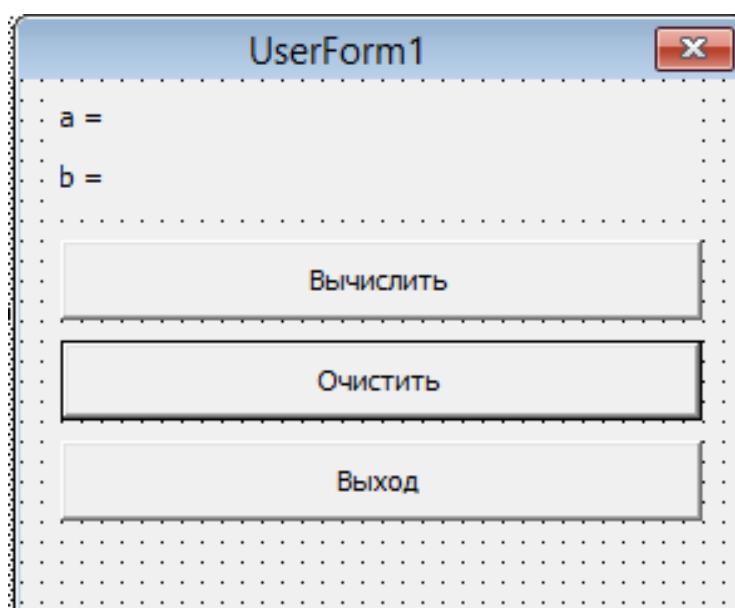 UserForm1
a =
b =
Вычислить
Очистить
Выход